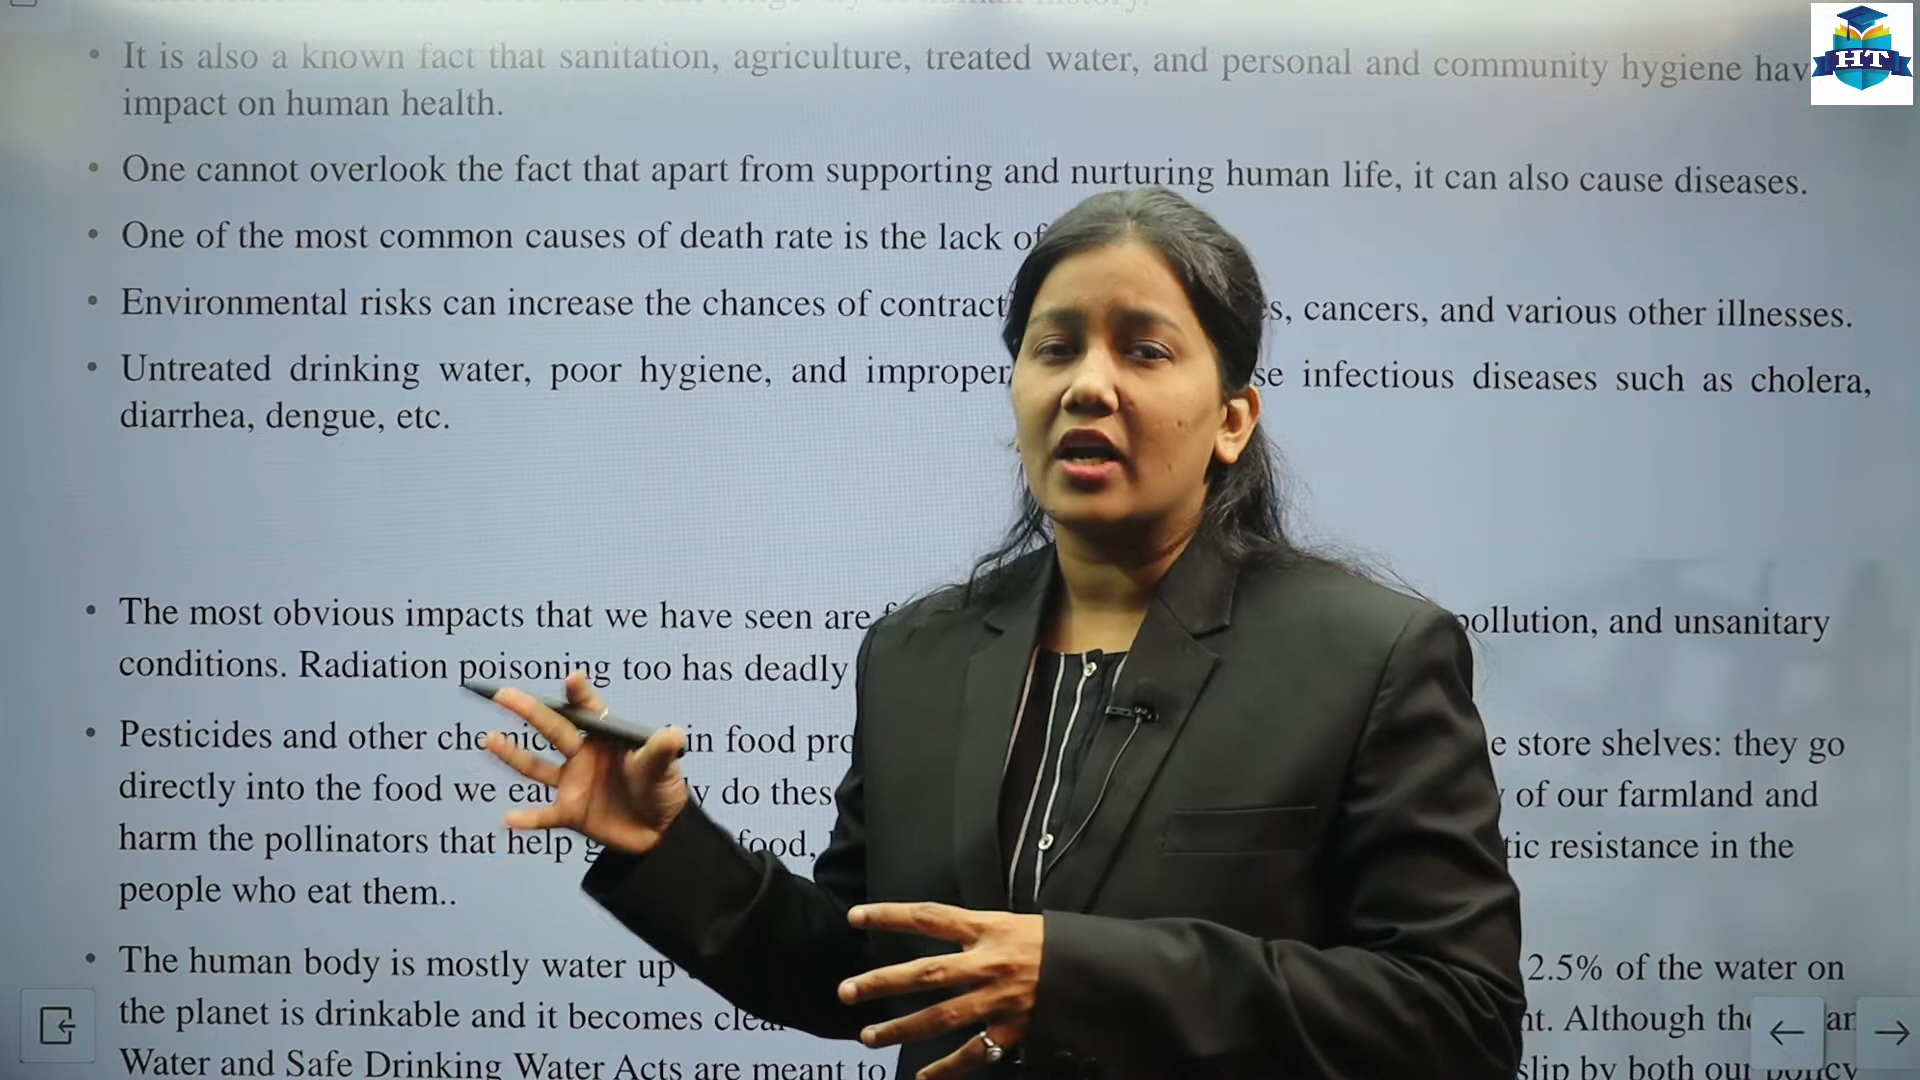 • It is also a known fact that sanitation, agriculture, treated water, and personal and community hygiene hav
HT
impact on human health.
• One cannot overlook the fact that apart from supporting and nurturing human life, it can also cause diseases.
• One of the most common causes of death rate is the lack of
• Environmental risks can increase the chances of contract s, cancers, and various other illnesses.
• Untreated drinking water, poor hygiene, and improper se infectious diseases such as cholera,
diarrhea, dengue, etc.
• The most obvious impacts that we have seen are pollution, and unsanitary
conditions. Radiation poisoning too has deadly
• Pesticides and other in food pro e store shelves: they go
directly into the food we eat y do thes of our farmland and
harm the pollinators that help g food, tic resistance in the
people who eat them..
• The human body is mostly water up 2.5% of the water on
the planet is drinkable and it becomes clear nt. Although the ar
Water and Safe Drinking Water Acts are meant to slip by both our policy